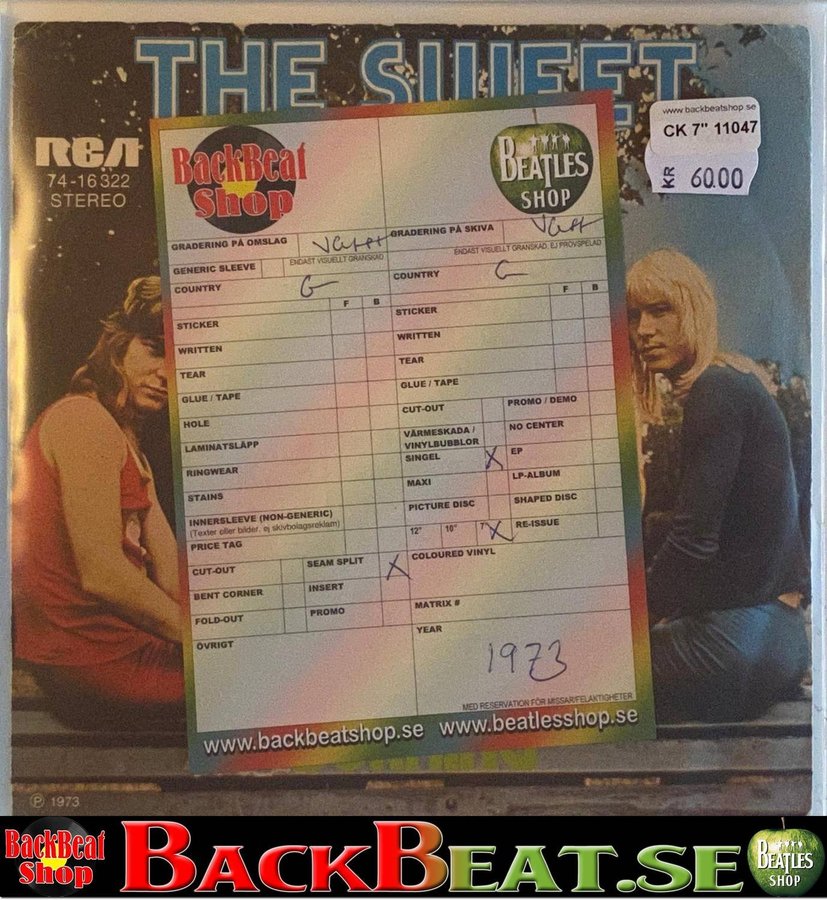 THE SWEET
RCA
74-16322
STEREO
www.backbeatshop.se
CK 7" 11047
KR 60.00
BackBeat
Shop
BEATLES
SHOP
GRADERING PÅ OMSLAG
VG+++
ENDAST VISUELLT GRANSKAD
GENERIC SLEEVE
COUNTRY
G
F B
STICKER
WRITTEN
TEAR
GLUE / TAPE
HOLE
LAMINATSLÄPP
RINGWEAR
STAINS
INNERSLEEVE (NON-GENERIC)
(Texter eller bilder, ej skivbolagsreklam)
PRICE TAG
CUT-OUT
SEAM SPLIT X
BENT CORNER
INSERT
FOLD-OUT
PROMO
ÖVRIGT
GRADERING PÅ SKIVA
VG++
ENDAST VISUELLT GRANSKAD, EJ PROVSPELAD
COUNTRY
G
F B
STICKER
WRITTEN
TEAR
GLUE / TAPE
CUT-OUT
PROMO / DEMO
VÄRMESKADA /
VINYLBUBBLOR
NO CENTER
SINGEL X
EP
MAXI
LP-ALBUM
PICTURE DISC
SHAPED DISC
12" 10" 7" X
RE-ISSUE
COLOURED VINYL
MATRIX #
YEAR
1973
MED RESERVATION FÖR MISSAR/FELAKTIGHETER
www.backbeatshop.se www.beatlesshop.se
℗ 1973
BackBeat
Shop
BACKBEAT.SE
BEATLES
SHOP